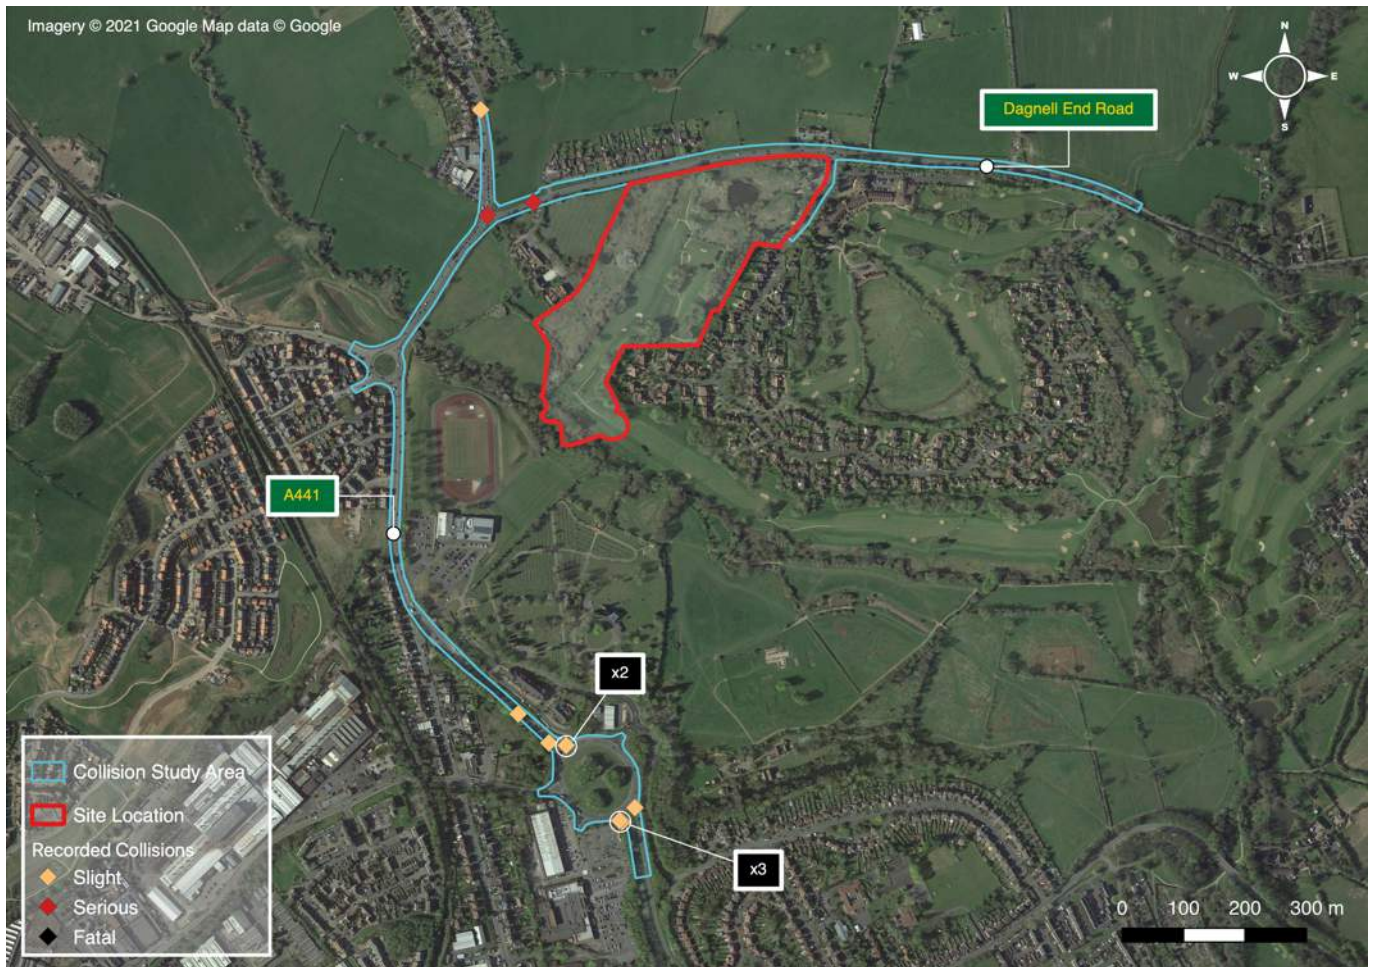 Imagery © 2021 Google Map data © Google
N
W
E
S
Dagnell End Road
A441
x2
x3
Collision Study Area
Site Location
Recorded Collisions
Slight
Serious
Fatal
0 100 200 300 m